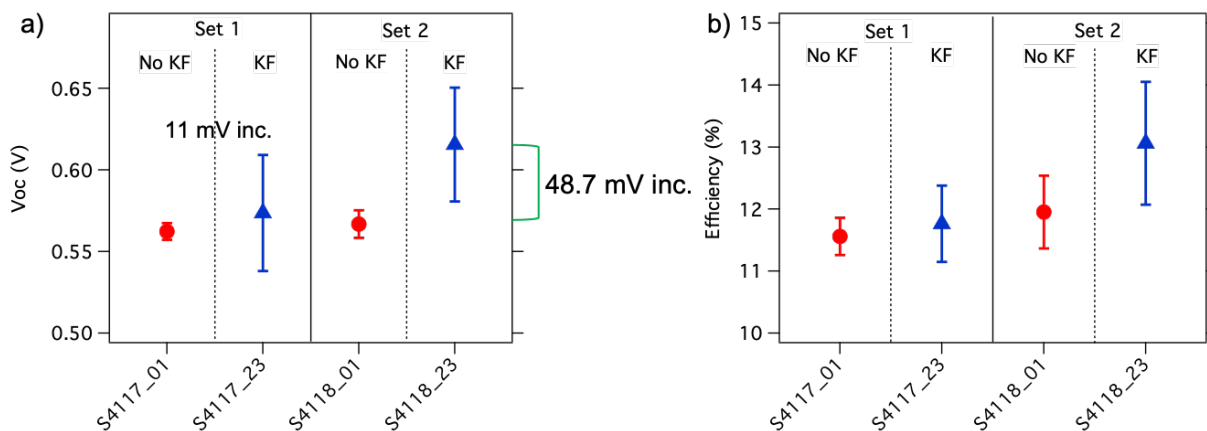 a)
Set 1
Set 2
No KF
KF
No KF
KF
0.65
0.60
0.55
0.50
Voc (V)
11 mV inc.
48.7 mV inc.
S4117_01
S4117_23
S4118_01
S4118_23
b)
Set 1
Set 2
No KF
KF
No KF
KF
15
14
13
12
11
10
Efficiency (%)
S4117_01
S4117_23
S4118_01
S4118_23